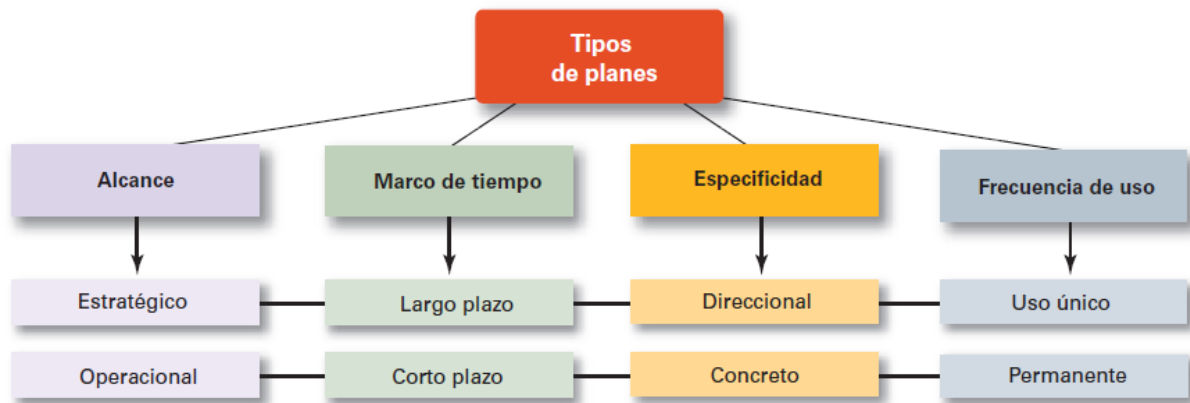 Tipos
de planes
Alcance
Marco de tiempo
Especificidad
Frecuencia de uso
Estratégico
Largo plazo
Direccional
Uso único
Operacional
Corto plazo
Concreto
Permanente